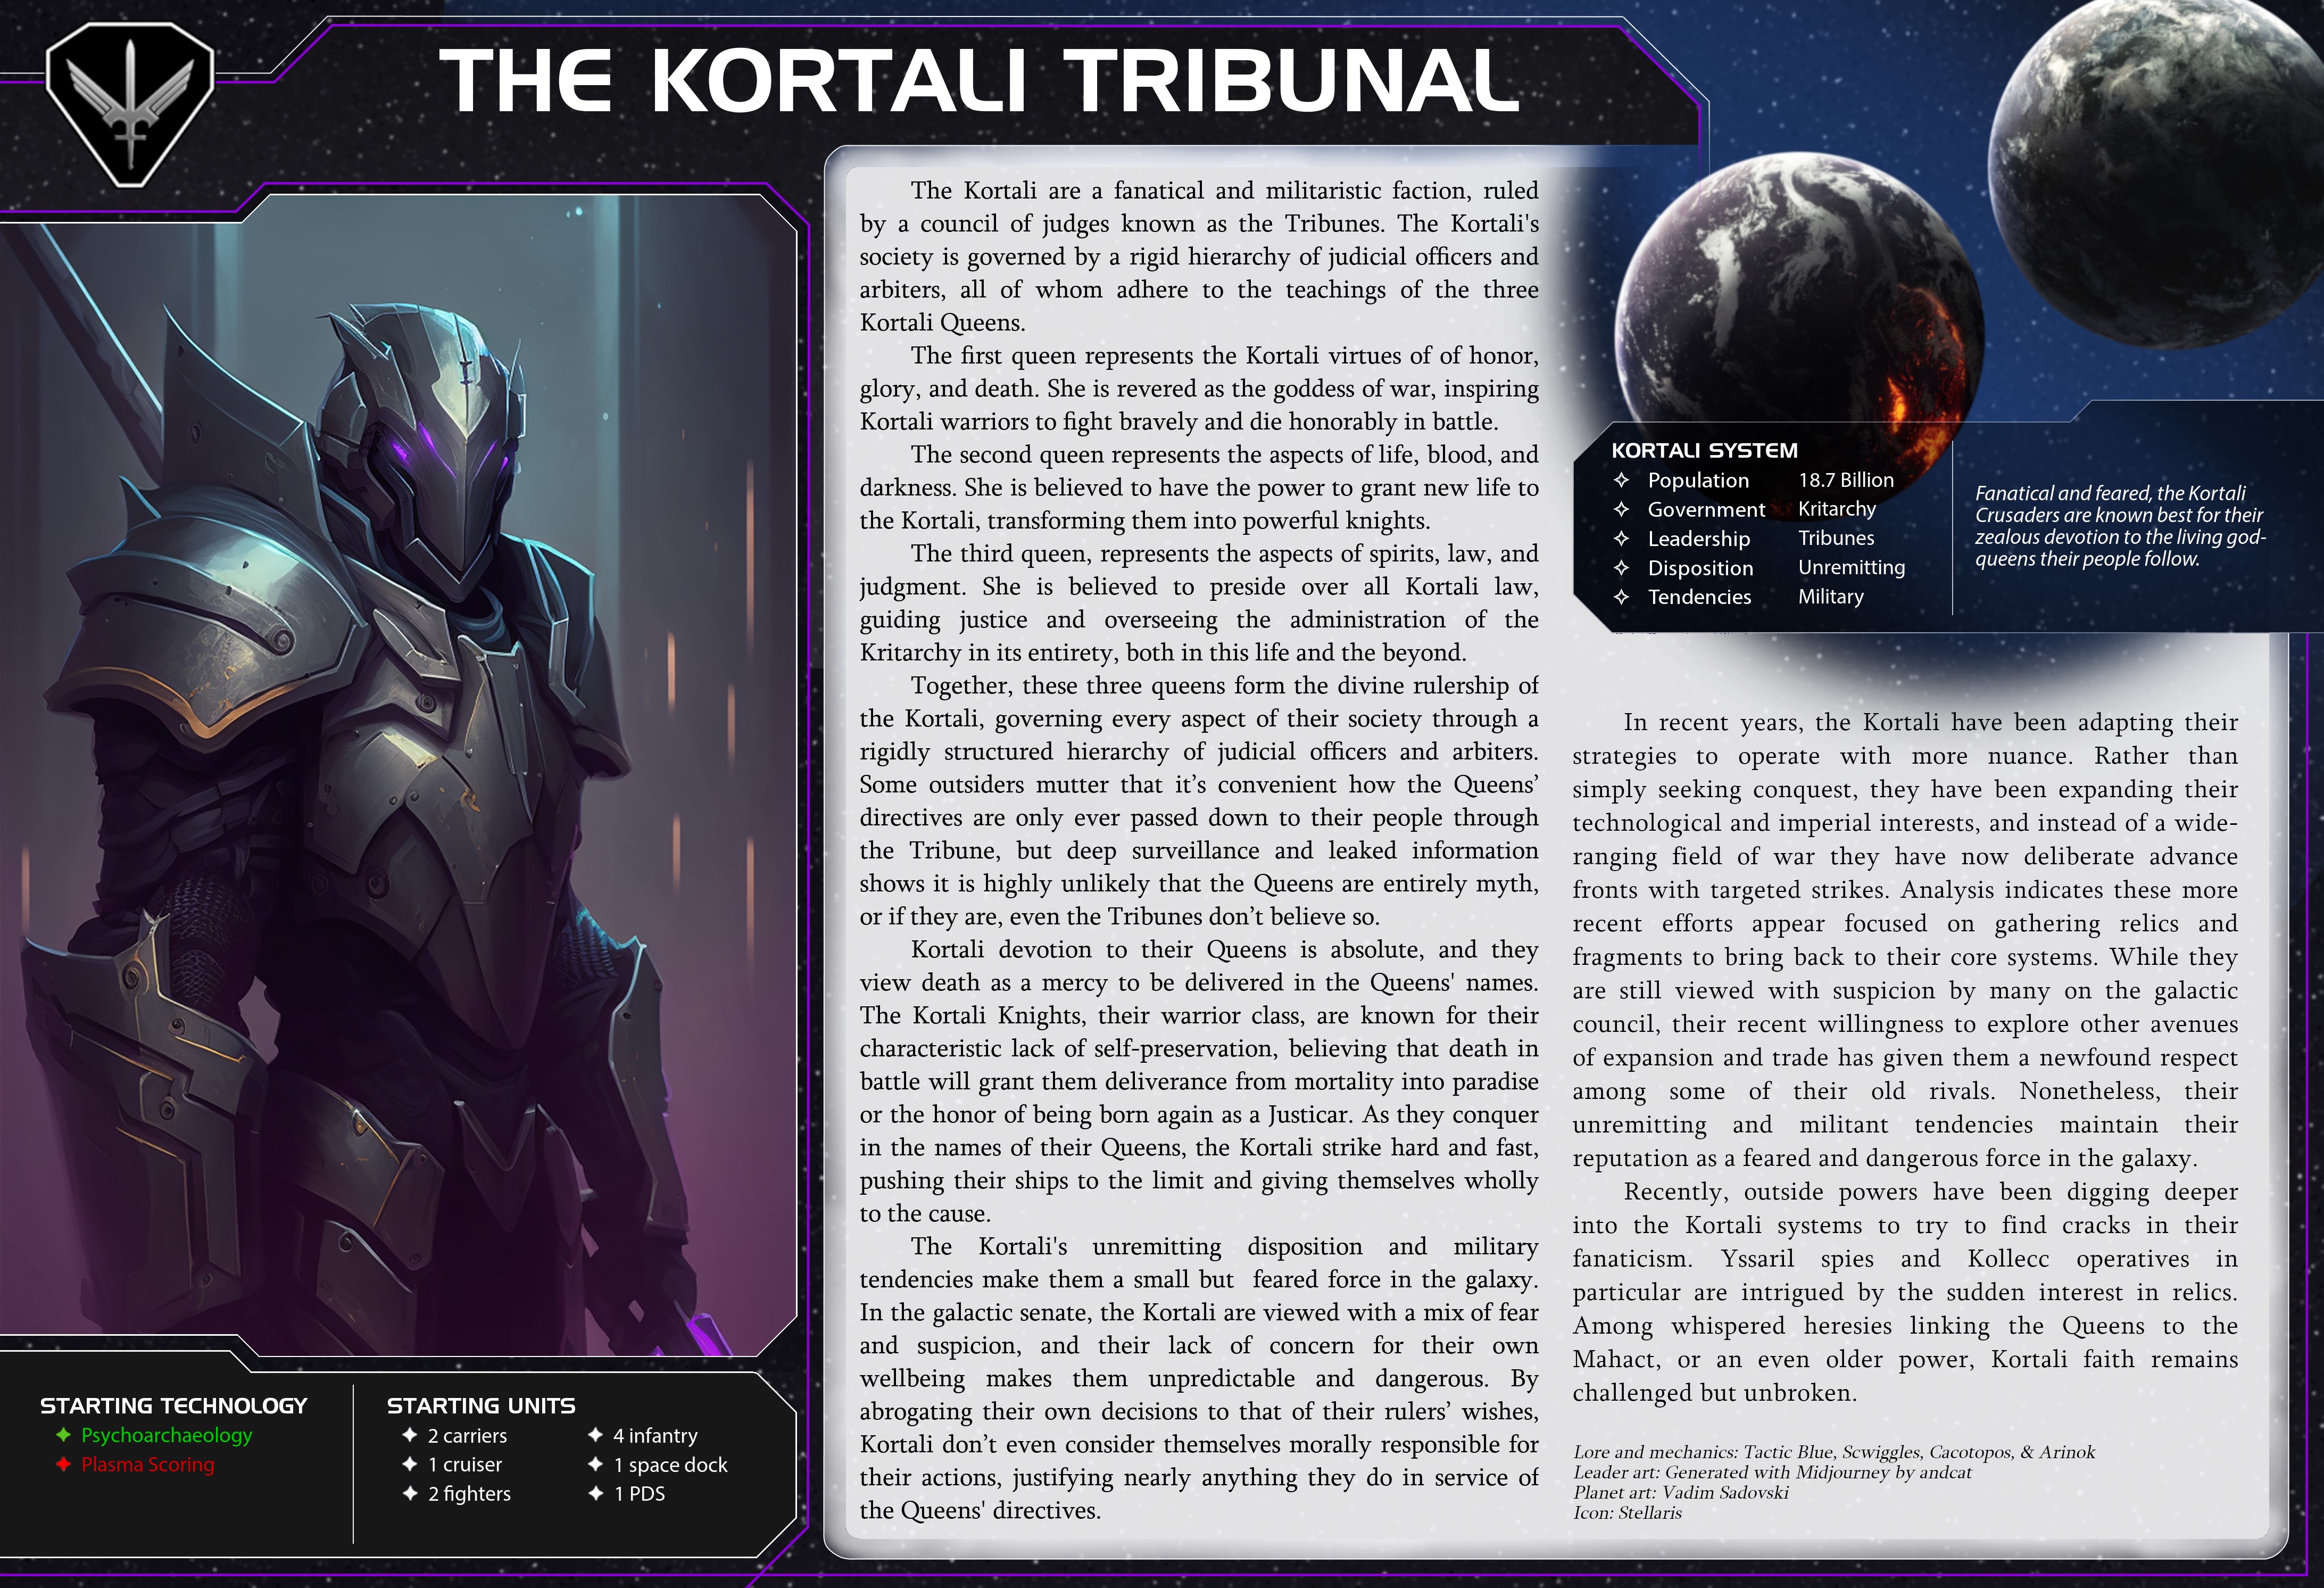 THE KORTALI TRIBUNAL
The Kortali are a fanatical and militaristic faction, ruled
by a council of judges known as the Tribunes. The Kortali's
society is governed by a rigid hierarchy of judicial officers and
arbiters, all of whom adhere to the teachings of the three
Kortali Queens.
The first queen represents the Kortali virtues of of honor,
glory, and death. She is revered as the goddess of war, inspiring
Kortali warriors to fight bravely and die honorably in battle.
The second queen represents the aspects of life, blood, and
darkness. She is believed to have the power to grant new life to
the Kortali, transforming them into powerful knights.
The third queen, represents the aspects of spirits, law, and
judgment. She is believed to preside over all Kortali law,
guiding justice and overseeing the administration of the
Kritarchy in its entirety, both in this life and the beyond.
Together, these three queens form the divine rulership of
the Kortali, governing every aspect of their society through a
rigidly structured hierarchy of judicial officers and arbiters.
Some outsiders mutter that it’s convenient how the Queens’
directives are only ever passed down to their people through
the Tribune, but deep surveillance and leaked information
shows it is highly unlikely that the Queens are entirely myth,
or if they are, even the Tribunes don’t believe so.
Kortali devotion to their Queens is absolute, and they
view death as a mercy to be delivered in the Queens' names.
The Kortali Knights, their warrior class, are known for their
characteristic lack of self-preservation, believing that death in
battle will grant them deliverance from mortality into paradise
or the honor of being born again as a Justicar. As they conquer
in the names of their Queens, the Kortali strike hard and fast,
pushing their ships to the limit and giving themselves wholly
to the cause.
The Kortali's unremitting disposition and military
tendencies make them a small but feared force in the galaxy.
In the galactic senate, the Kortali are viewed with a mix of fear
and suspicion, and their lack of concern for their own
wellbeing makes them unpredictable and dangerous. By
abrogating their own decisions to that of their rulers’ wishes,
Kortali don’t even consider themselves morally responsible for
their actions, justifying nearly anything they do in service of
the Queens' directives.
KORTALI SYSTEM
Population 18.7 Billion
Government Kritarchy
Leadership Tribunes
Disposition Unremitting
Tendencies Military
Fanatical and feared, the Kortali
Crusaders are known best for their
zealous devotion to the living god-
queens their people follow.
In recent years, the Kortali have been adapting their
strategies to operate with more nuance. Rather than
simply seeking conquest, they have been expanding their
technological and imperial interests, and instead of a wide-
ranging field of war they have now deliberate advance
fronts with targeted strikes. Analysis indicates these more
recent efforts appear focused on gathering relics and
fragments to bring back to their core systems. While they
are still viewed with suspicion by many on the galactic
council, their recent willingness to explore other avenues
of expansion and trade has given them a newfound respect
among some of their old rivals. Nonetheless, their
unremitting and militant tendencies maintain their
reputation as a feared and dangerous force in the galaxy.
Recently, outside powers have been digging deeper
into the Kortali systems to try to find cracks in their
fanaticism. Yssaril spies and Kollecc operatives in
particular are intrigued by the sudden interest in relics.
Among whispered heresies linking the Queens to the
Mahact, or an even older power, Kortali faith remains
challenged but unbroken.
Lore and mechanics: Tactic Blue, Scwiggles, Cacotopos, & Arinok
Leader art: Generated with Midjourney by andcat
Planet art: Vadim Sadovski
Icon: Stellaris
STARTING TECHNOLOGY
Psychoarchaeology
Plasma Scoring
STARTING UNITS
2 carriers
1 cruiser
2 fighters
4 infantry
1 space dock
1 PDS